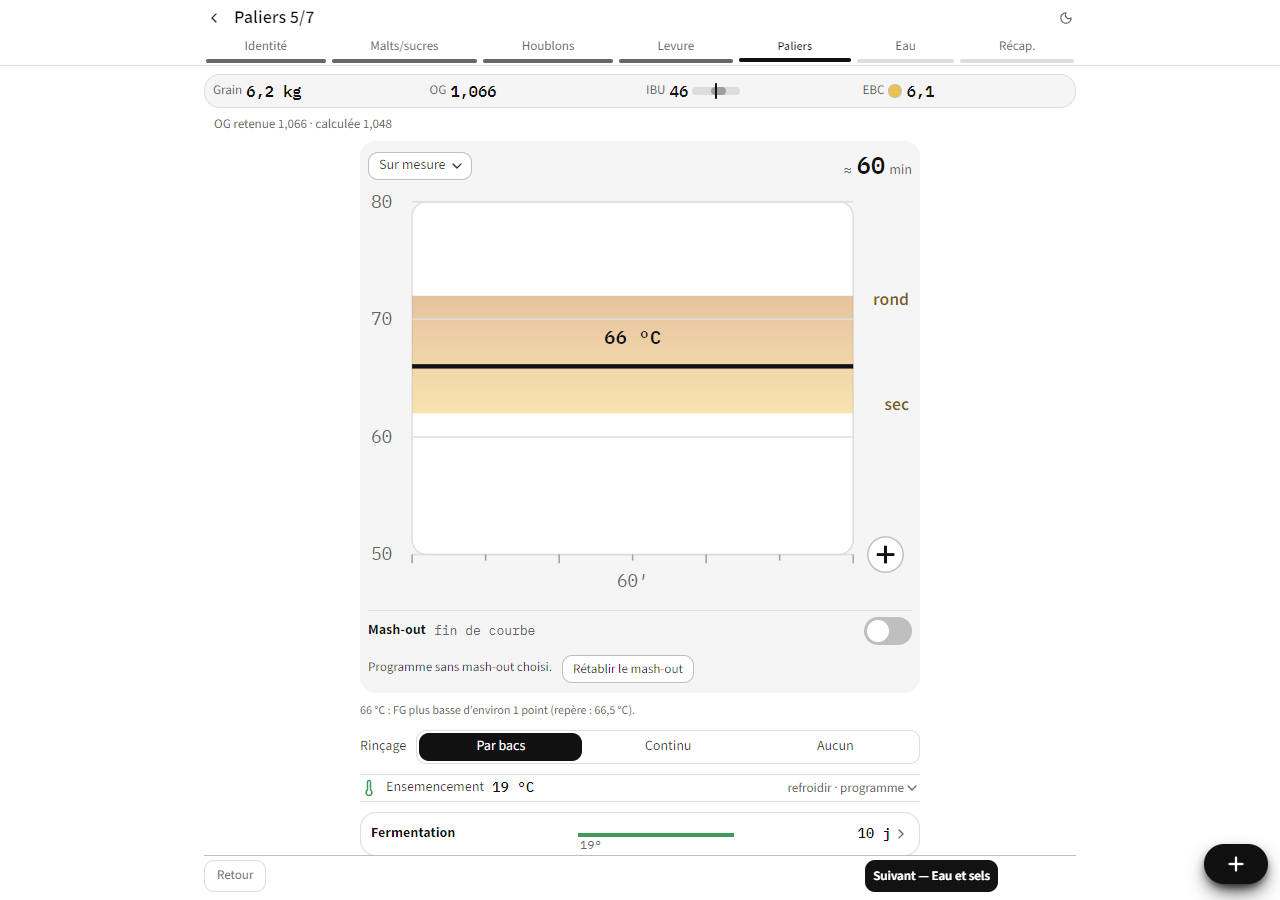 Paliers 5/7
Identité Malts/sucres Houblons Levure Paliers Eau Récap.
Grain 6,2 kg OG 1,066 IBU 46 EBC 6,1
OG retenue 1,066 · calculée 1,048
Sur mesure ≈ 60 min
80
rond
70
66 °C
sec
60
50
60′
Mash-out fin de courbe
Programme sans mash-out choisi. Rétablir le mash-out
66 °C : FG plus basse d’environ 1 point (repère : 66,5 °C).
Rinçage Par bacs Continu Aucun
Ensemencement 19 °C refroidir · programme
Fermentation 10 j
19°
Retour Suivant — Eau et sels